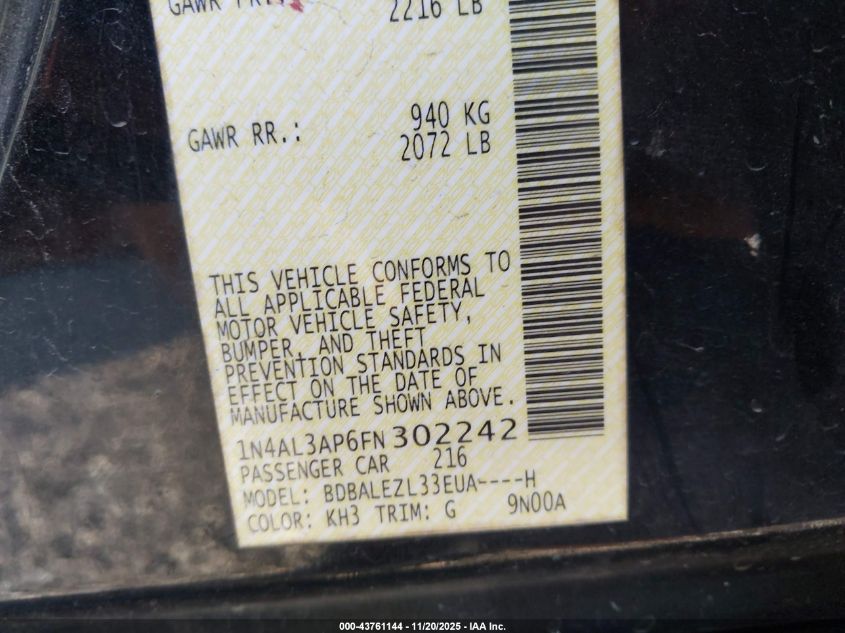 GAWR FR.:
2216 LB
GAWR RR.: 940 KG
2072 LB
THIS VEHICLE CONFORMS TO
ALL APPLICABLE FEDERAL
MOTOR VEHICLE SAFETY,
BUMPER, AND THEFT
PREVENTION STANDARDS IN
EFFECT ON THE DATE OF
MANUFACTURE SHOWN ABOVE.
1N4AL3AP6FN302242
PASSENGER CAR 216
MODEL: BDBALEZL33EUA----H
COLOR: KH3 TRIM: G 9N00A
000-43761144 - 11/20/2025 - IAA Inc.